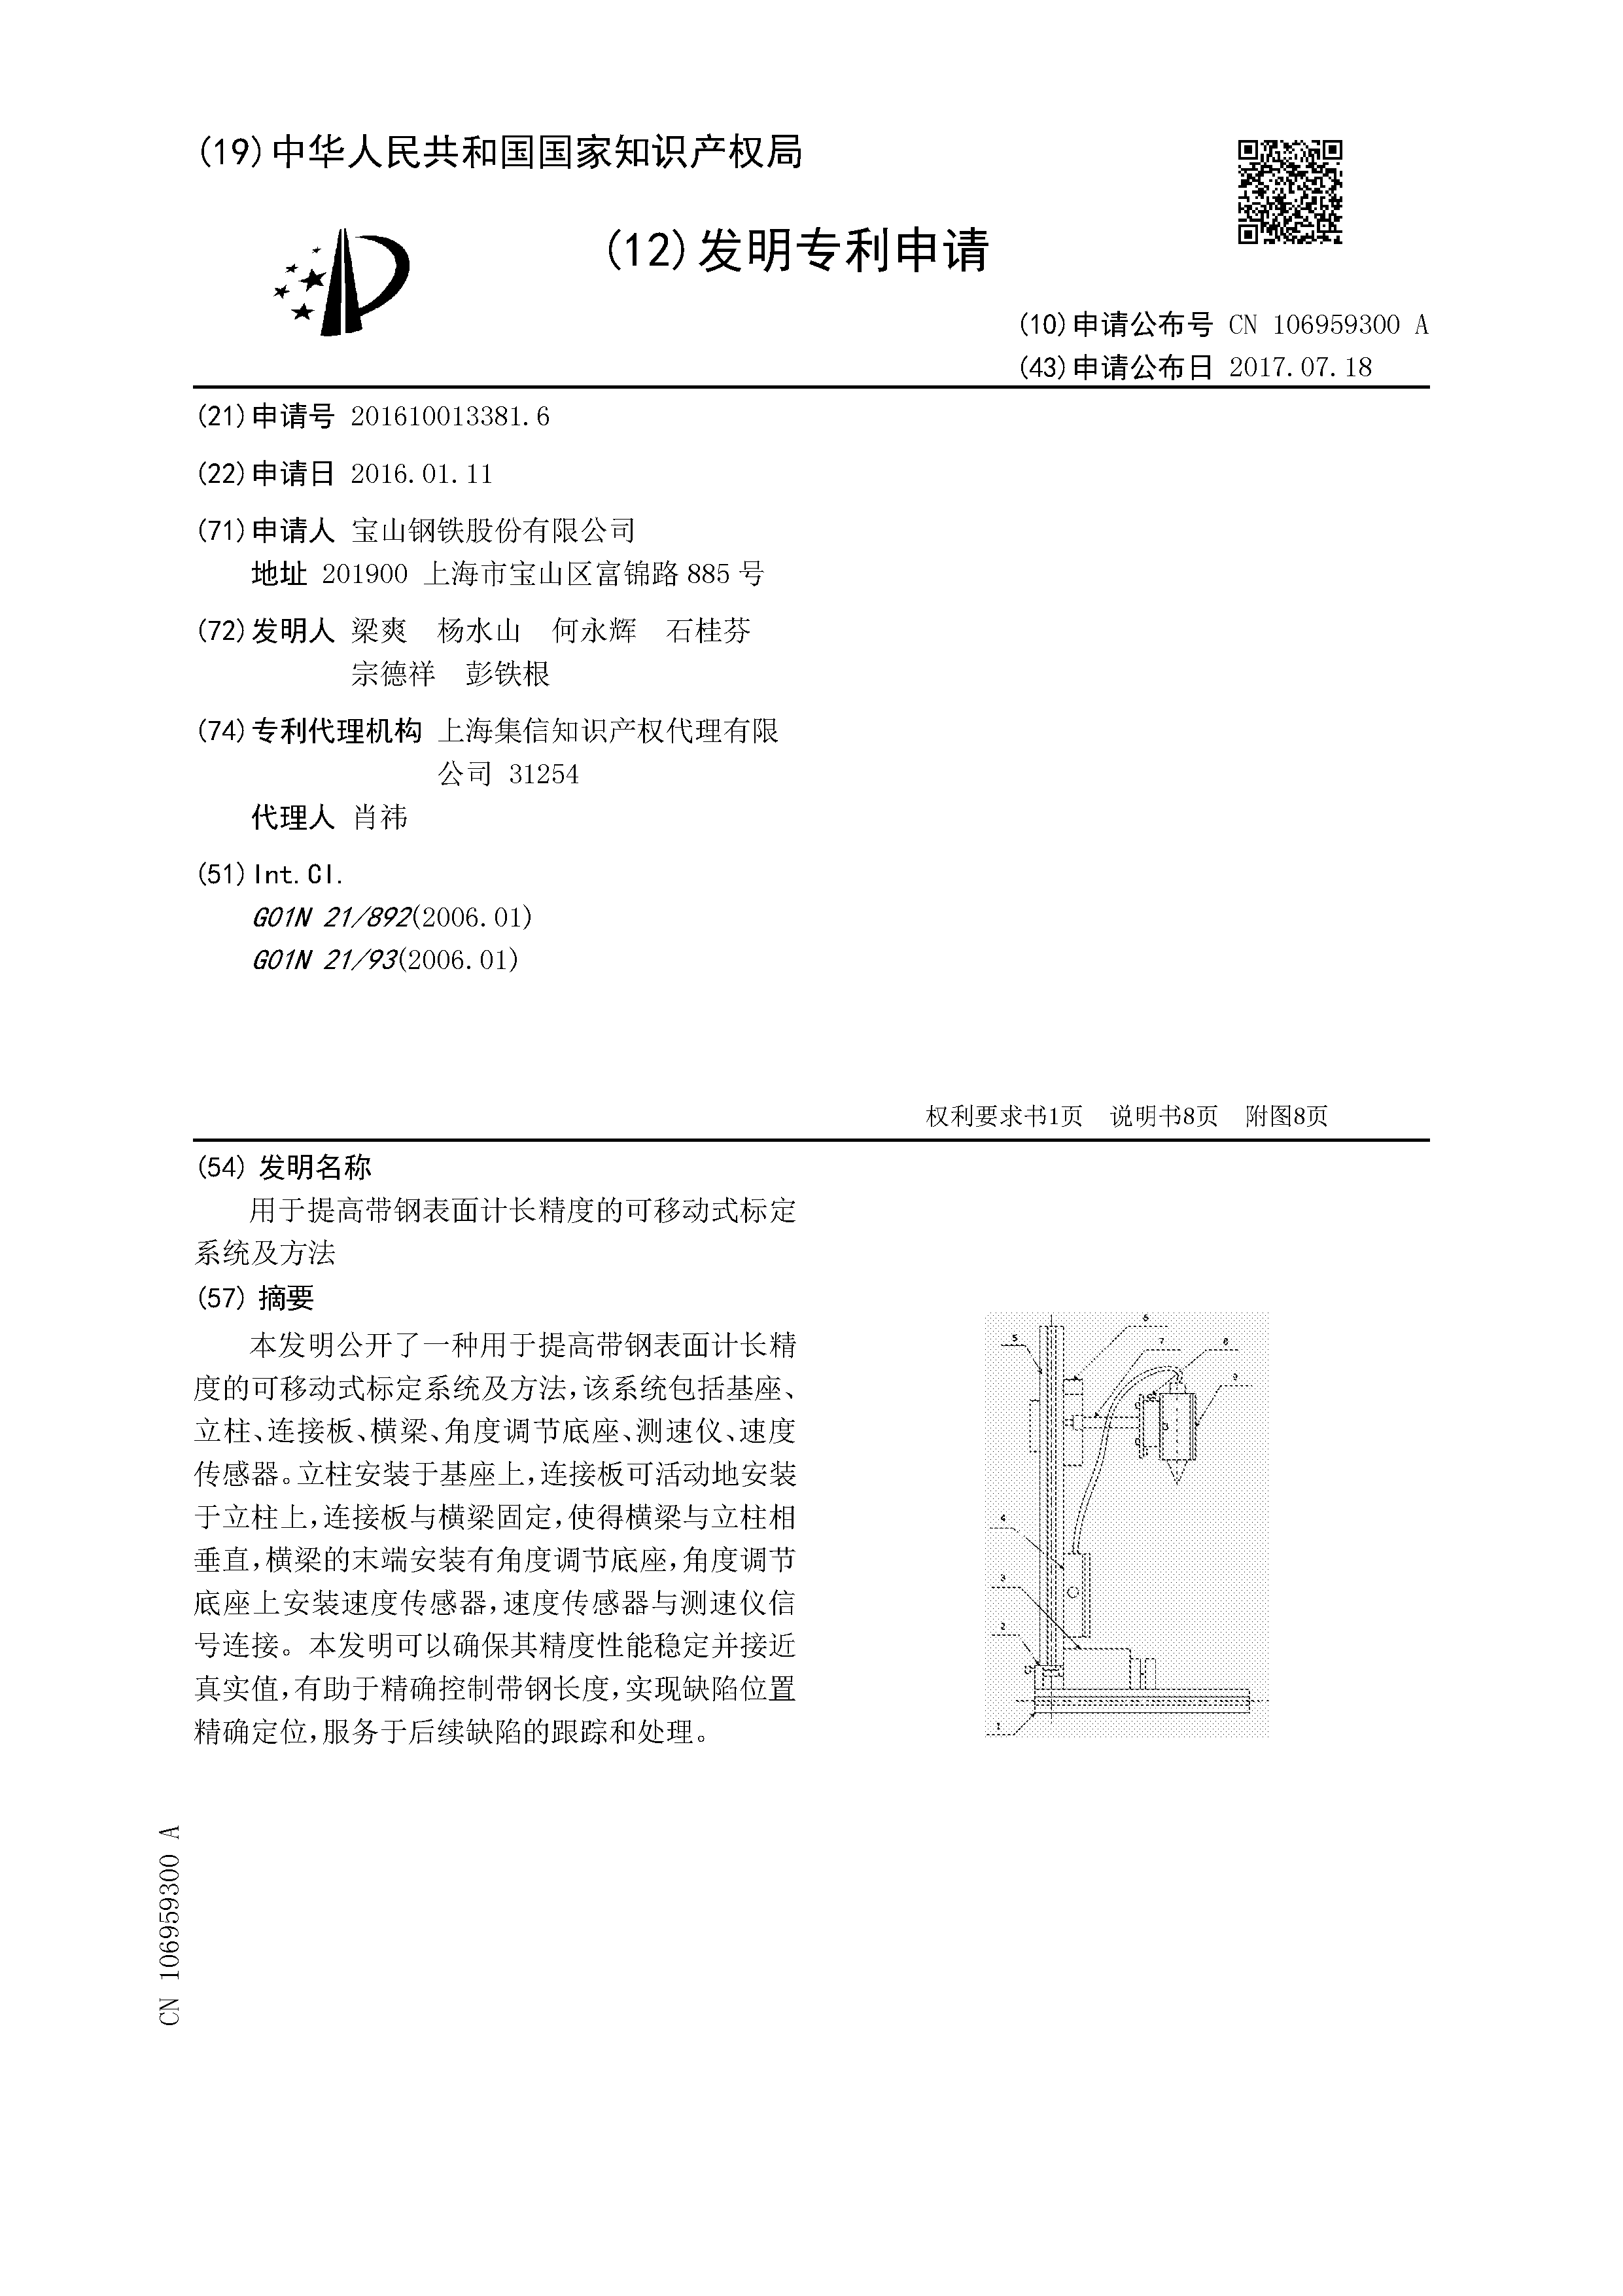 (19)中华人民共和国国家知识产权局
(12)发明专利申请
(10)申请公布号 CN 106959300 A
(43)申请公布日 2017.07.18
(21)申请号 201610013381.6
(22)申请日 2016.01.11
(71)申请人 宝山钢铁股份有限公司
地址 201900 上海市宝山区富锦路885号
(72)发明人 梁爽 杨水山 何永辉 石桂芬
宗德祥 彭铁根
(74)专利代理机构 上海集信知识产权代理有限
公司 31254
代理人 肖祎
(51)Int.Cl.
G01N 21/892(2006.01)
G01N 21/93(2006.01)
权利要求书1页 说明书8页 附图8页
(54)发明名称
用于提高带钢表面计长精度的可移动式标定
系统及方法
(57)摘要
本发明公开了一种用于提高带钢表面计长精
度的可移动式标定系统及方法,该系统包括基座、
立柱、连接板、横梁、角度调节底座、测速仪、速度
传感器。立柱安装于基座上,连接板可活动地安装
于立柱上,连接板与横梁固定,使得横梁与立柱相
垂直,横梁的末端安装有角度调节底座,角度调节
底座上安装速度传感器,速度传感器与测速仪信
号连接。本发明可以确保其精度性能稳定并接近
真实值,有助于精确控制带钢长度,实现缺陷位置
精确定位,服务于后续缺陷的跟踪和处理。
6
5
7
8
9
4
3
2
1
CN 106959300 A